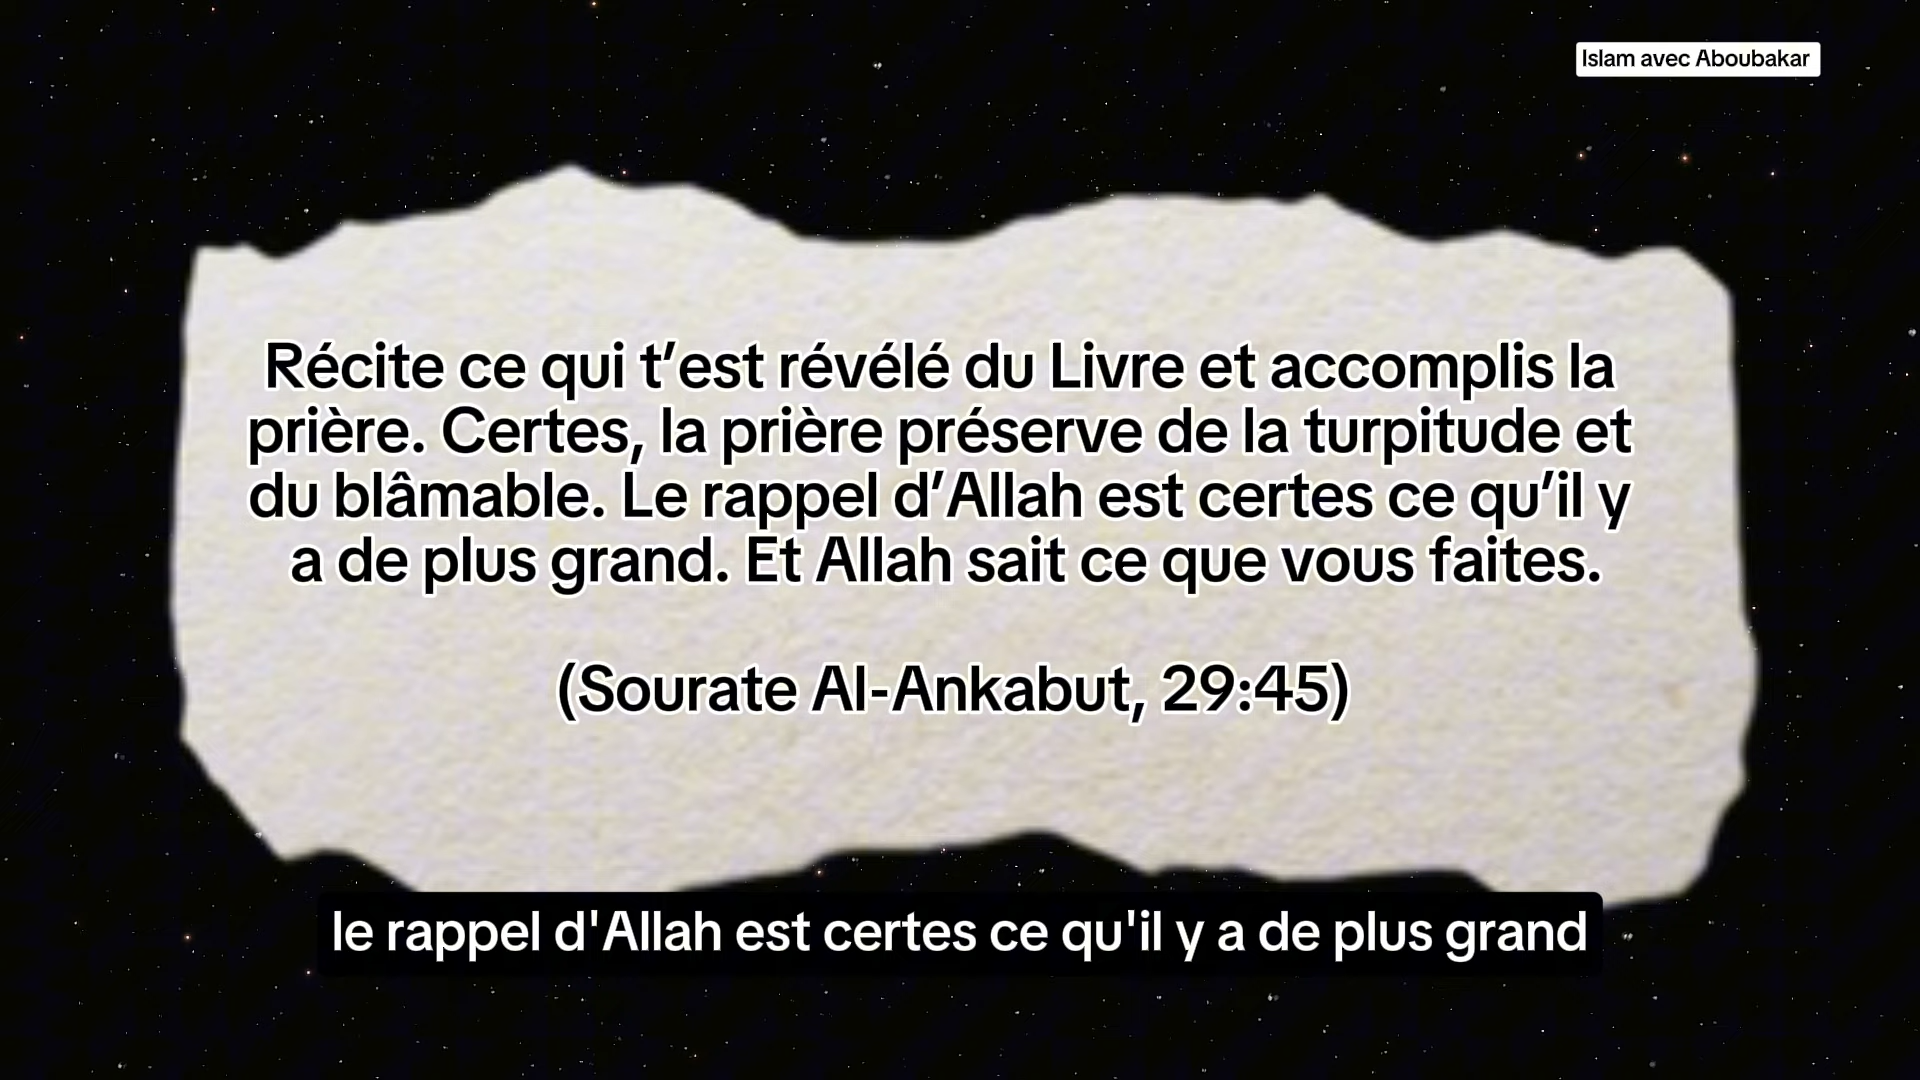 Islam avec Aboubakar
Récite ce qui t’est révélé du Livre et accomplis la
prière. Certes, la prière préserve de la turpitude et
du blâmable. Le rappel d’Allah est certes ce qu’il y
a de plus grand. Et Allah sait ce que vous faites.
(Sourate Al-Ankabut, 29:45)
le rappel d'Allah est certes ce qu'il y a de plus grand